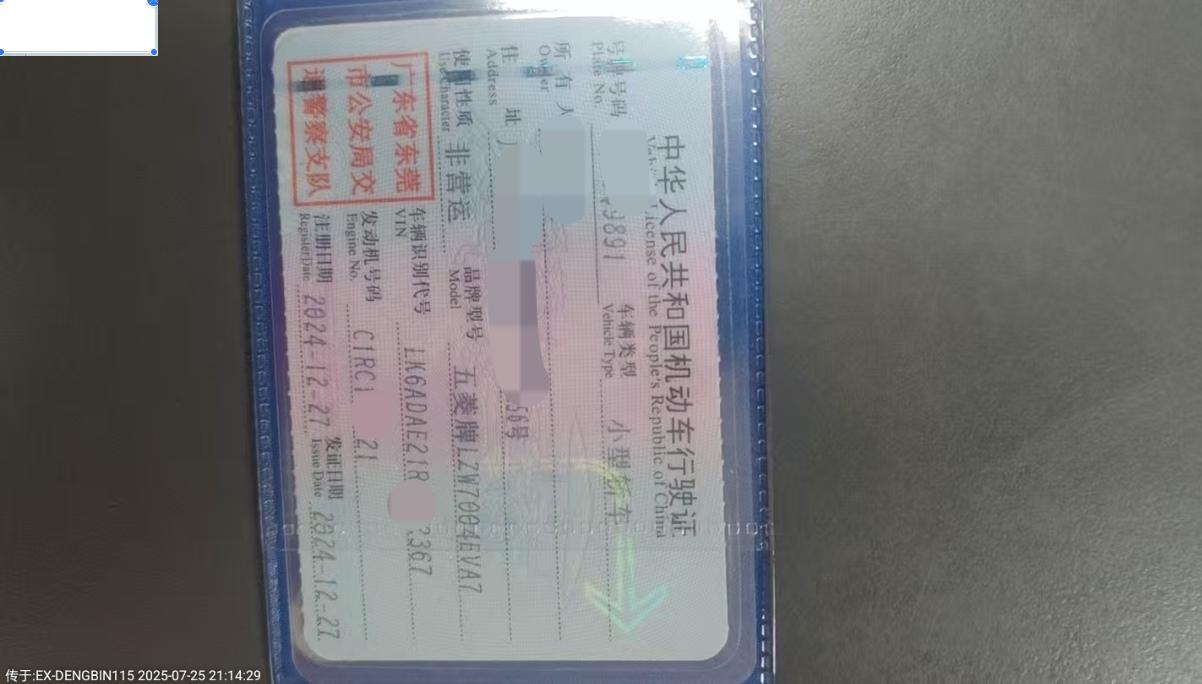 中华人民共和国机动车行驶证
License of the People's Republic of China
号牌号码 9891 车辆类型 小型轿车
Plate No. Vehicle Type
所有人
Owner
住址 56号
Address
使用性质 非营运 品牌型号 五菱牌LZW7004EVA7
Use Character Model
广东省东莞
市公安局交
通警察支队
车辆识别代号 LK6ADAE21R 2367
VIN
发动机号码 C1RC1 21
Engine No.
注册日期 2024-12-27 发证日期 2024-12-27
Register Date Issue Date
传于:EX-DENGBIN115 2025-07-25 21:14:29